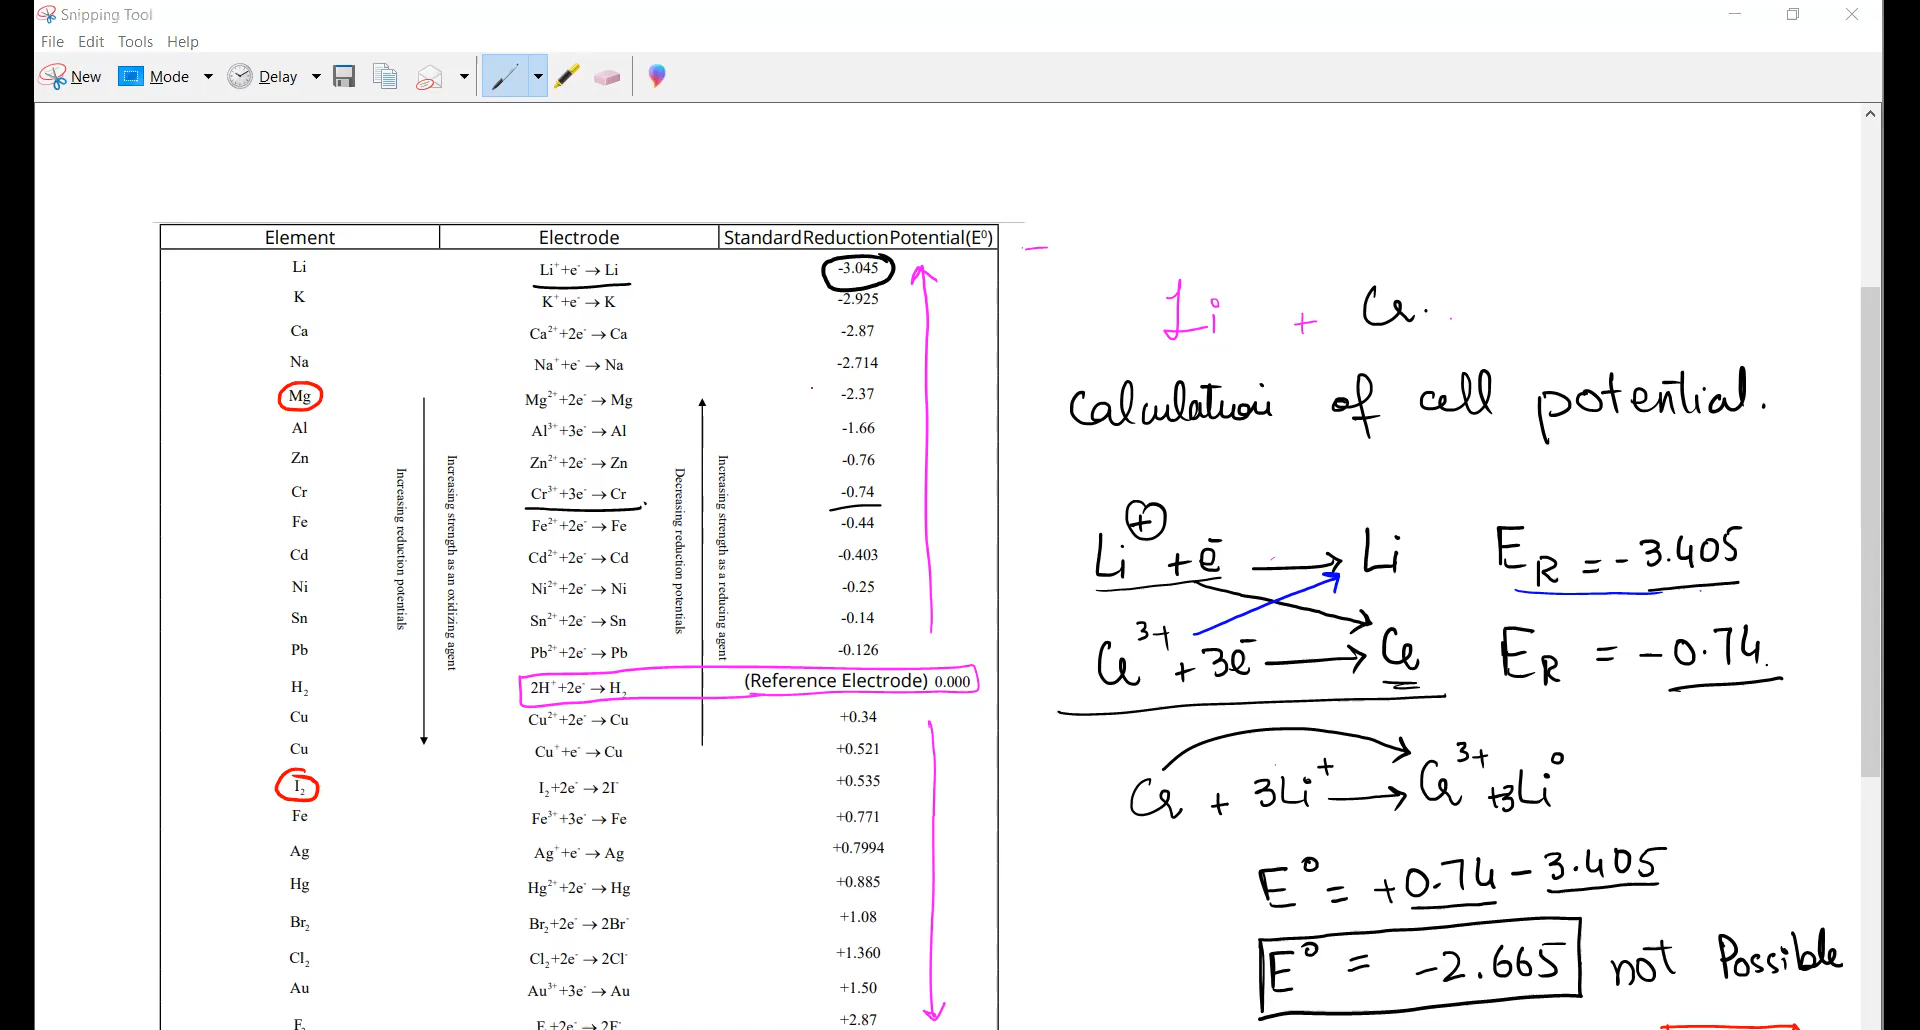 Snipping Tool
File Edit Tools Help
New Mode Delay
Element Electrode Standard Reduction Potential (E⁰)
Li Li⁺+e⁻ → Li -3.045
K K⁺+e⁻ → K -2.925
Ca Ca²⁺+2e⁻ → Ca -2.87
Na Na⁺+e⁻ → Na -2.714
Mg Mg²⁺+2e⁻ → Mg -2.37
Al Al³⁺+3e⁻ → Al -1.66
Zn Zn²⁺+2e⁻ → Zn -0.76
Cr Cr³⁺+3e⁻ → Cr -0.74
Fe Fe²⁺+2e⁻ → Fe -0.44
Cd Cd²⁺+2e⁻ → Cd -0.403
Ni Ni²⁺+2e⁻ → Ni -0.25
Sn Sn²⁺+2e⁻ → Sn -0.14
Pb Pb²⁺+2e⁻ → Pb -0.126
H₂ 2H⁺+2e⁻ → H₂ (Reference Electrode) 0.000
Cu Cu²⁺+2e⁻ → Cu +0.34
Cu Cu⁺+e⁻ → Cu +0.521
I₂ I₂+2e⁻ → 2I⁻ +0.535
Fe Fe³⁺+3e⁻ → Fe +0.771
Ag Ag⁺+e⁻ → Ag +0.7994
Hg Hg²⁺+2e⁻ → Hg +0.885
Br₂ Br₂+2e⁻ → 2Br⁻ +1.08
Cl₂ Cl₂+2e⁻ → 2Cl⁻ +1.360
Au Au³⁺+3e⁻ → Au +1.50
F₂ F₂+2e⁻ → 2F⁻ +2.87
Increasing reduction potentials
Increasing strength as an oxidizing agent
Decreasing reduction potentials
Increasing strength as a reducing agent
Li + Cr.
Calculation of cell potential.
Li⁺ + e⁻ → Li E_R = -3.405
Cr³⁺ + 3e⁻ → Cr E_R = -0.74
Cr + 3Li⁺ → Cr³⁺ + 3Li⁰
E⁰ = +0.74 - 3.405
E⁰ = -2.665 not Possible